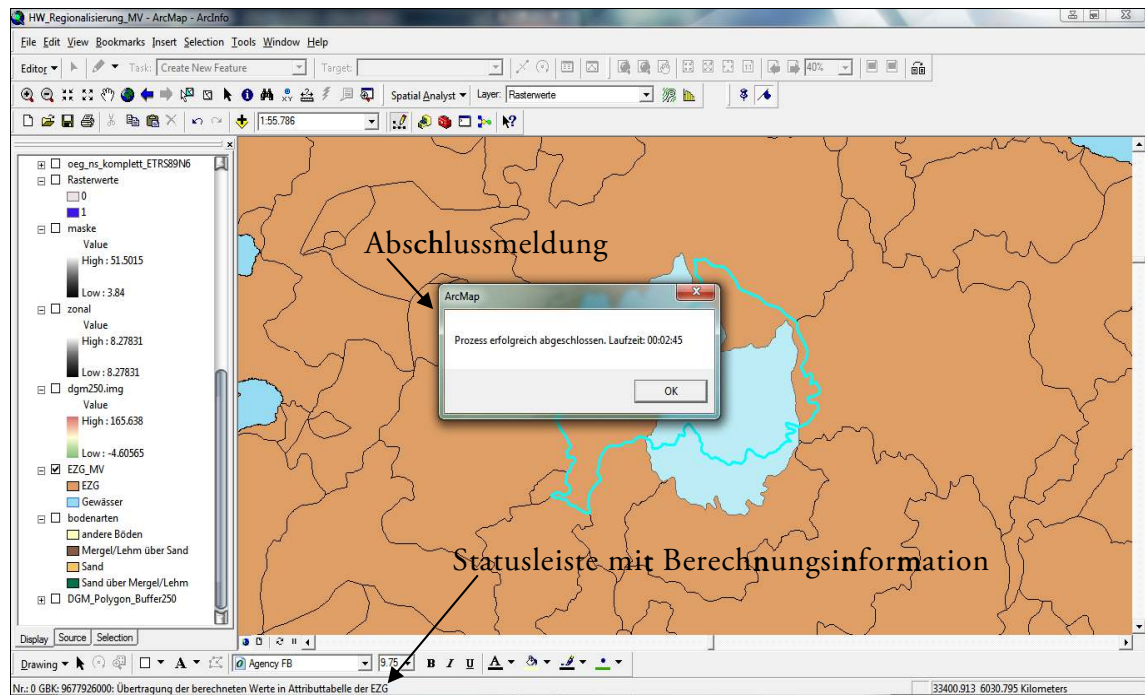 HW_Regionalisierung_MV - ArcMap - ArcInfo
File Edit View Bookmarks Insert Selection Tools Window Help
Editor Task: Create New Feature Target: 40%
Spatial Analyst Layer: Rasterwerte
1:55.786
oeg_ns_komplett_ETRS89N6
Rasterwerte
0
1
maske
Value
High : 51.5015
Low : 3.84
zonal
Value
High : 8.27831
Low : 8.27831
dgm250.img
Value
High : 165.638
Low : -4.60565
EZG_MV
EZG
Gewässer
bodenarten
andere Böden
Mergel/Lehm über Sand
Sand
Sand über Mergel/Lehm
DGM_Polygon_Buffer250
Display Source Selection
Abschlussmeldung
ArcMap
Prozess erfolgreich abgeschlossen. Laufzeit: 00:02:45
OK
Statusleiste mit Berechnungsinformation
Drawing A Agency FB 9.75 B I U A
Nr.: 0 GBK: 9677926000: Übertragung der berechneten Werte in Attributtabelle der EZG
33400.913 6030.795 Kilometers